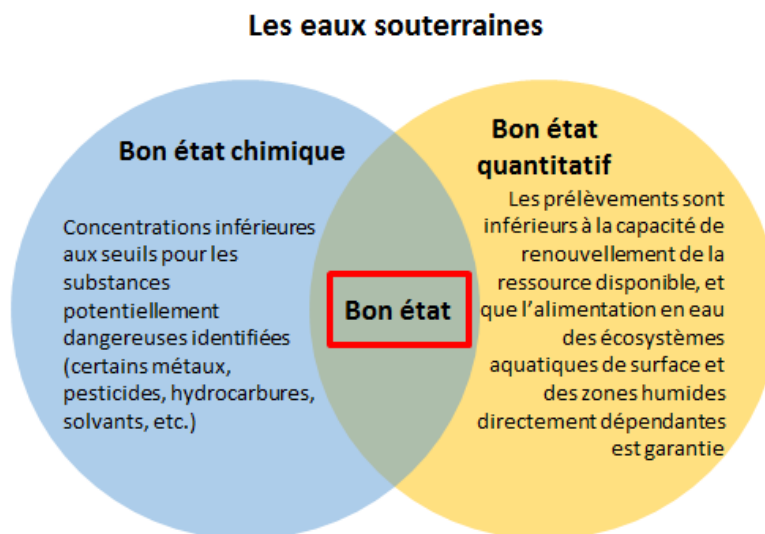 Les eaux souterraines
Bon état chimique
Concentrations inférieures
aux seuils pour les
substances
potentiellement
dangereuses identifiées
(certains métaux,
pesticides, hydrocarbures,
solvants, etc.)
Bon état
Bon état
quantitatif
Les prélèvements sont
inférieurs à la capacité de
renouvellement de la
ressource disponible, et
que l'alimentation en eau
des écosystèmes
aquatiques de surface et
des zones humides
directement dépendantes
est garantie